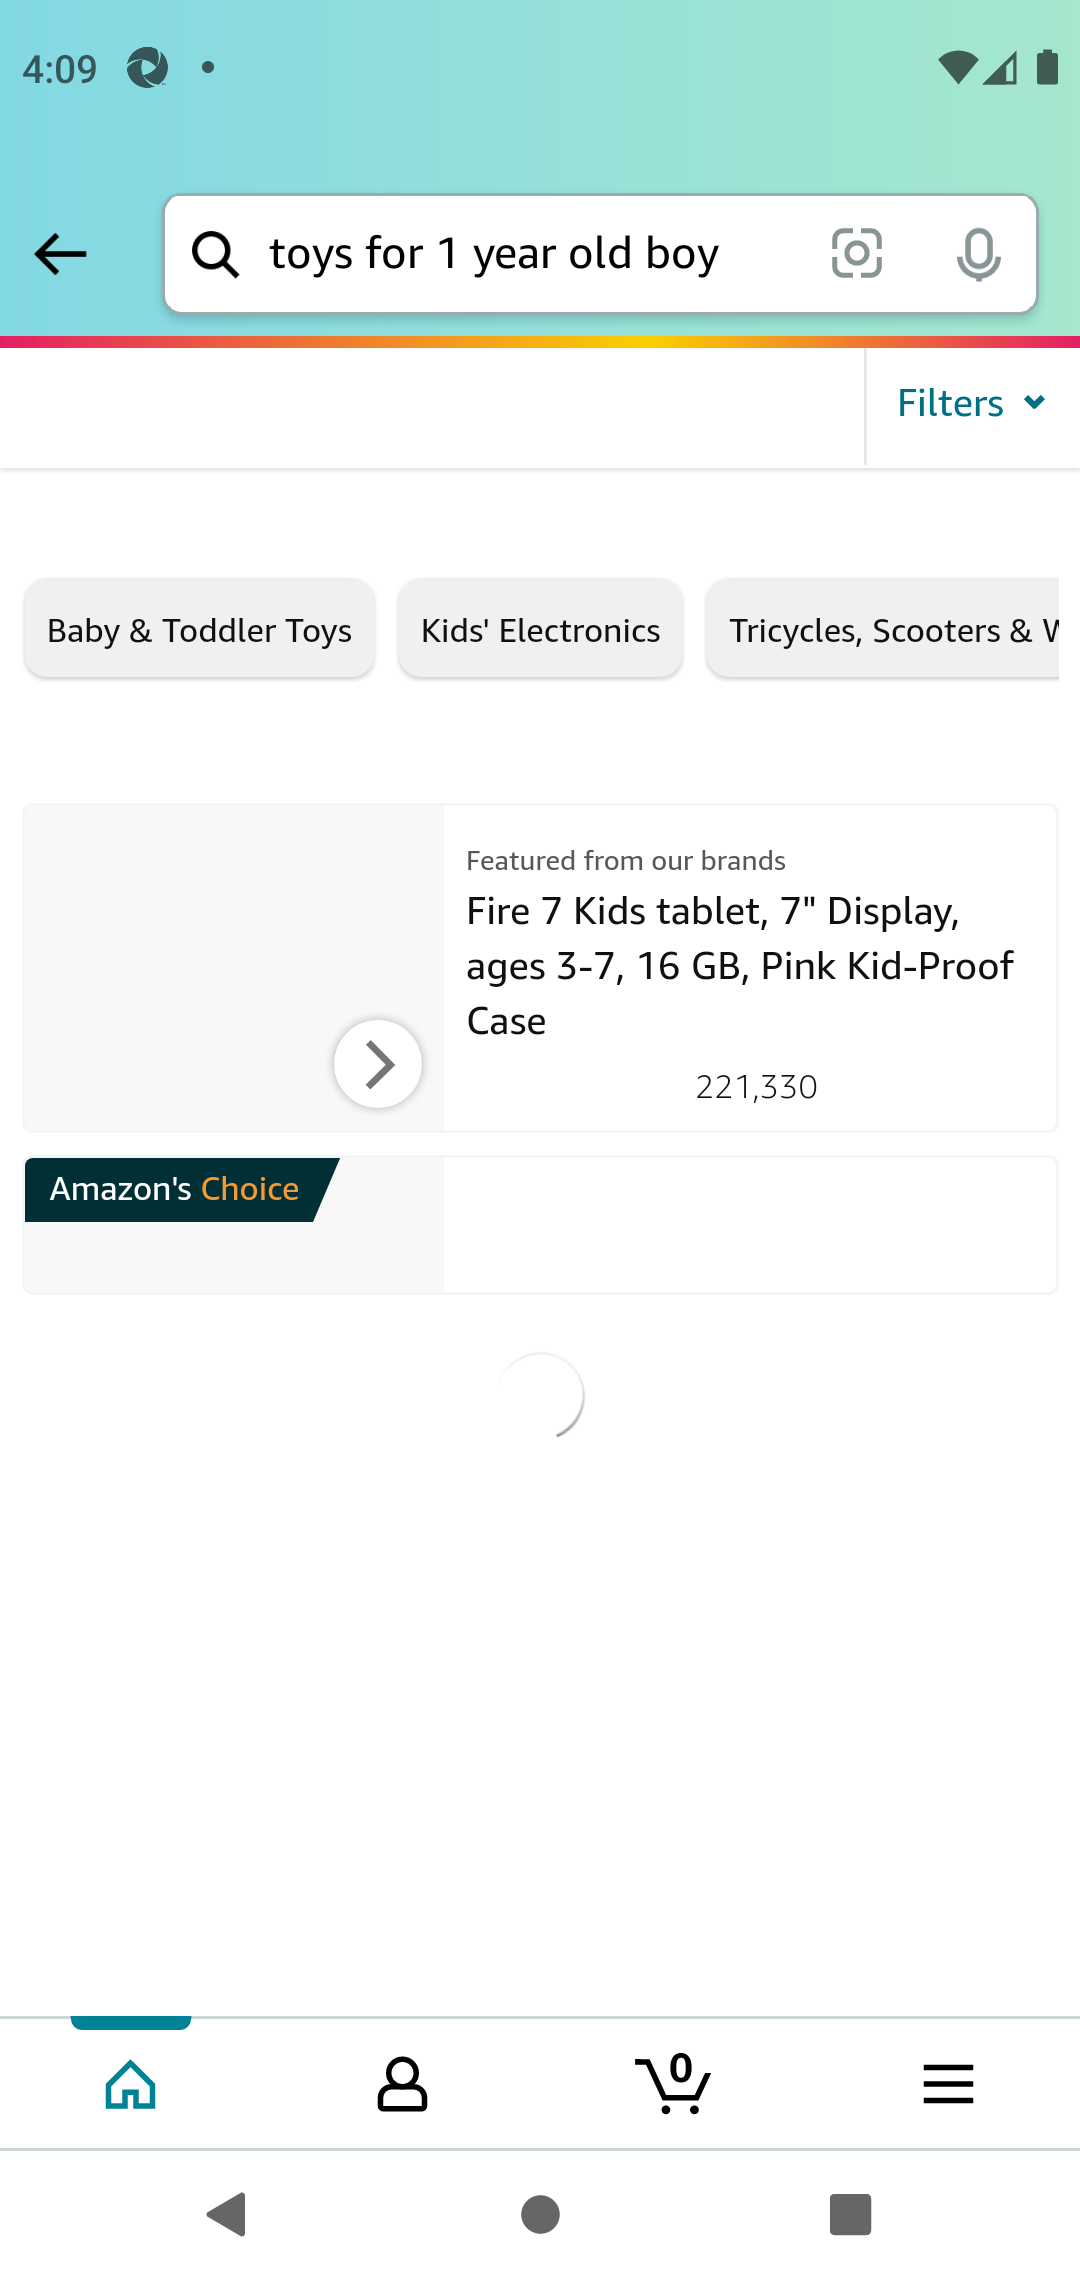 4:09
toys for 1 year old boy
Filters
Baby & Toddler Toys
Kids' Electronics
Tricycles, Scooters &
Featured from our brands
Fire 7 Kids tablet, 7" Display,
ages 3-7, 16 GB, Pink Kid-Proof
Case
221,330
Amazon's Choice
0